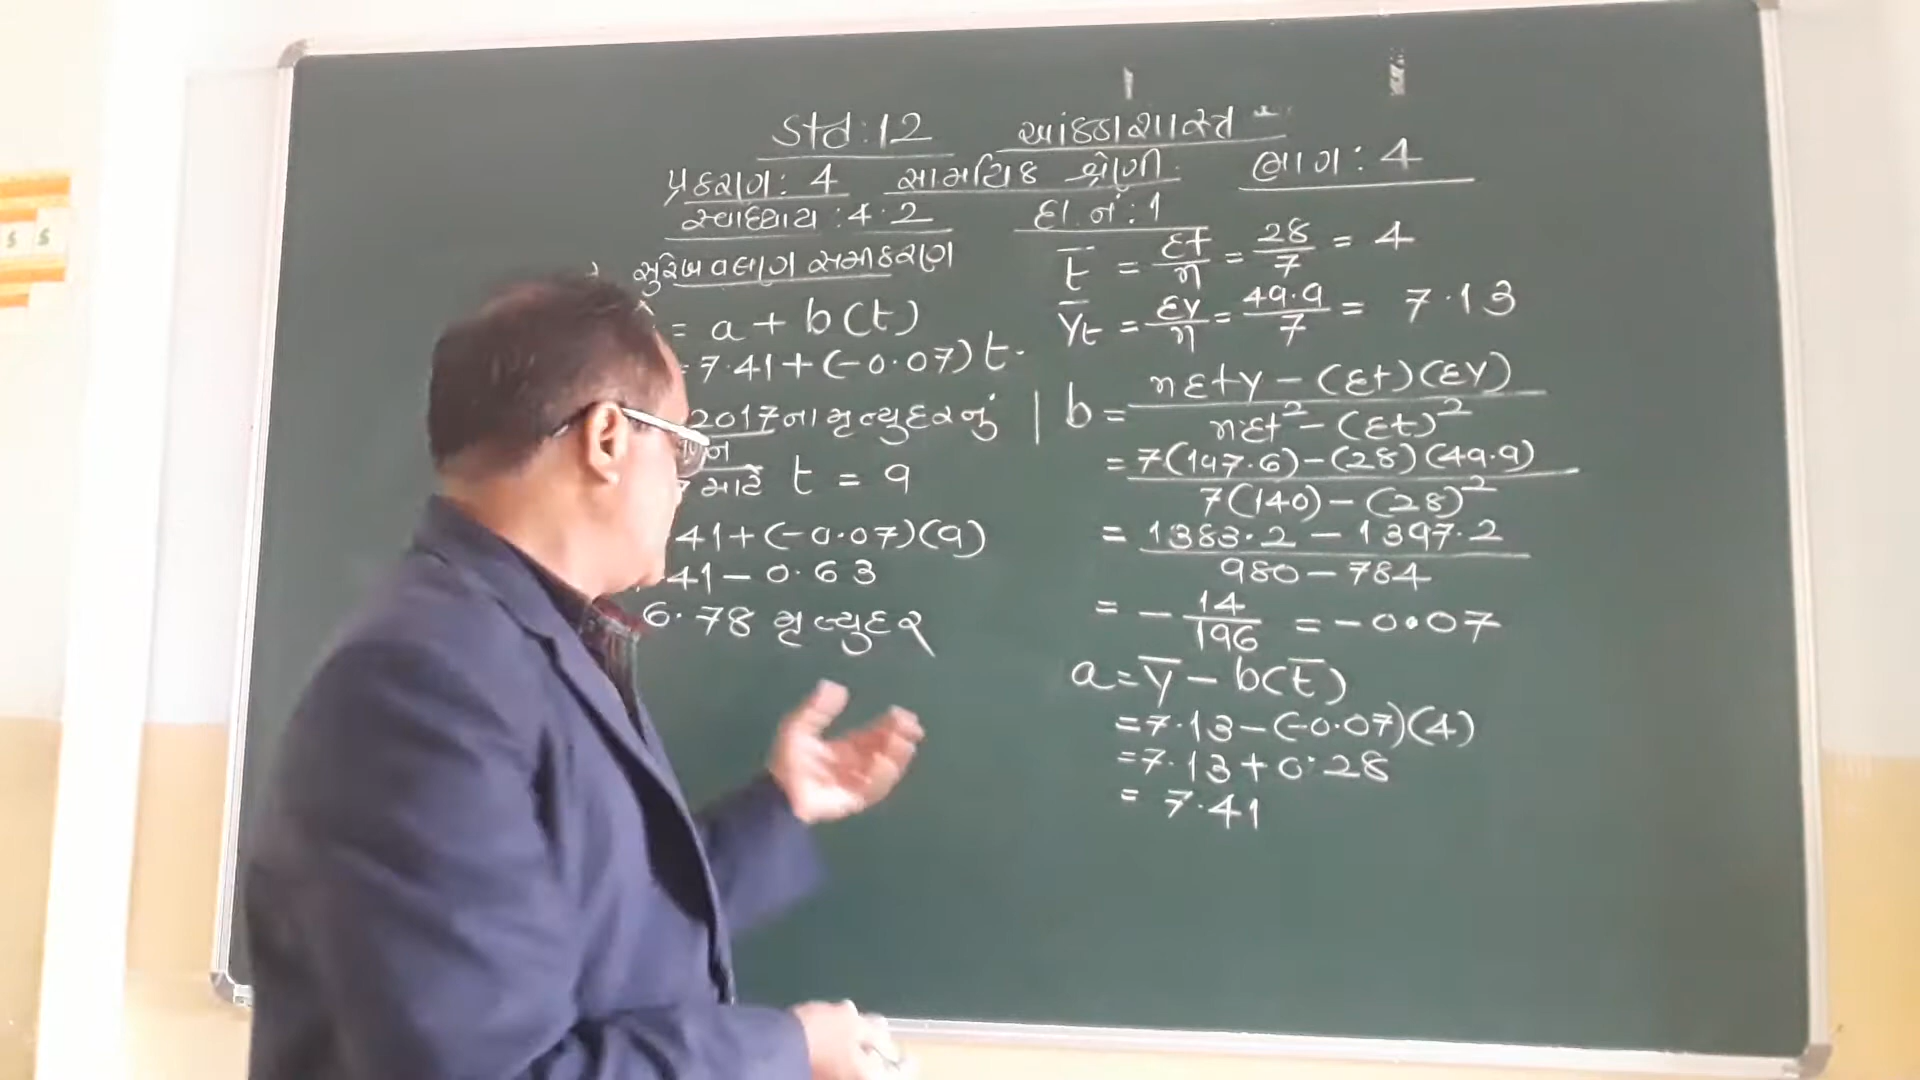 Std:12 આંકડાશાસ્ત્ર
પ્રકરણ: 4 સામયિક શ્રેણી ભાગ: 4
સ્વાધ્યાય: 4.2 દા.નં: 1
સુરેખ વલણ સમીકરણ
= a + b(t)
= 7.41 + (-0.07) t.
2017ના મૃત્યુદરનું
માટે t = 9
41 + (-0.07)(9)
.41 - 0.63
6.78 મૃત્યુદર
t̄ = Σt/n = 28/7 = 4
ȳt = Σy/n = 49.9/7 = 7.13
b = nΣty - (Σt)(Σy) / nΣt² - (Σt)²
= 7(197.6) - (28)(49.9) / 7(140) - (28)²
= 1383.2 - 1397.2 / 980 - 784
= - 14/196 = -0.07
a = ȳ - b(t̄)
= 7.13 - (-0.07)(4)
= 7.13 + 0.28
= 7.41